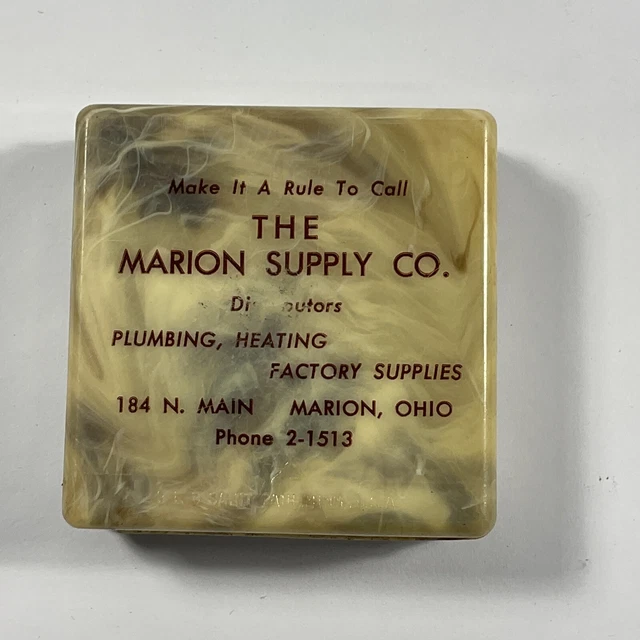 Make It A Rule To Call
THE
MARION SUPPLY CO.
PLUMBING, HEATING
FACTORY SUPPLIES
184 N. MAIN MARION, OHIO
Phone 2-1513